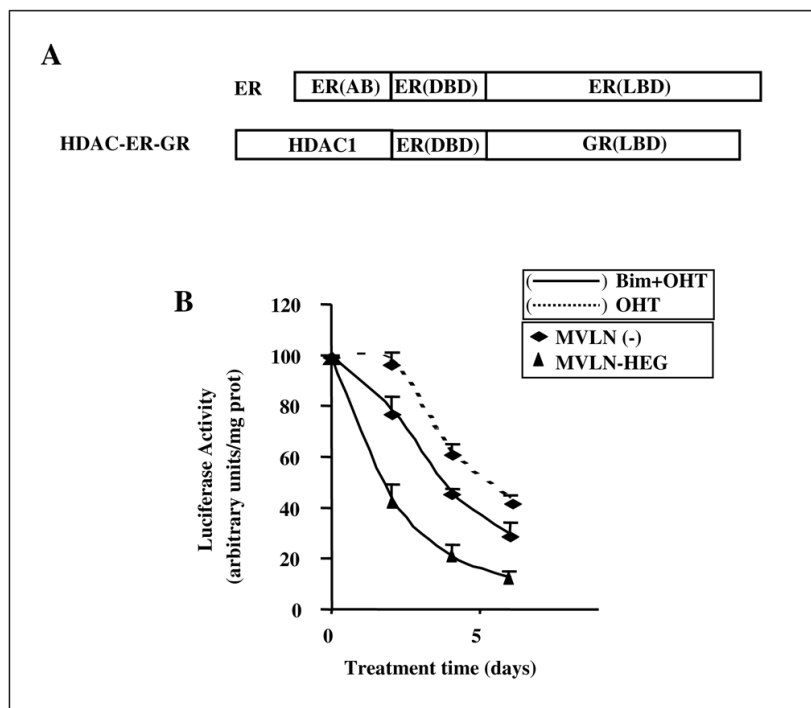 A
ER ER(AB) ER(DBD) ER(LBD)
HDAC-ER-GR HDAC1 ER(DBD) GR(LBD)
B
( ) Bim+OHT
( ) OHT
MVLN (-)
MVLN-HEG
Luciferase Activity
(arbitrary units/mg prot)
120
100
80
60
40
20
0
0 5
Treatment time (days)